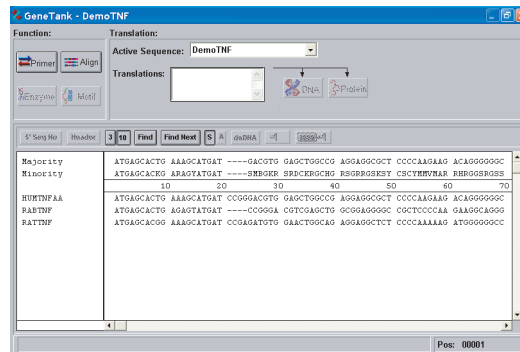 GeneTank - DemoTNF
Function: Translation:
Active Sequence: DemoTNF
Primer Align
Translations:
Enzyme Motif DNA Protein
5' Seq No Header 3 10 Find Find Next S A dsDNA
Majority ATGAGCACTG AAAGCATGAT ----GACGTG GAGCTGGCCG AGGAGGCGCT CCCCAAGAAG ACAGGGGGGC
Minority ATGAGCACKG ARAGYATGAT ----SMBGKR SRDCKRGCHG RSGRRGSKSY CSCYMMVMAR RHRGGSRGSS
10 20 30 40 50 60 70
HUMTNFAA ATGAGCACTG AAAGCATGAT CCGGGACGTG GAGCTGGCCG AGGAGGCGCT CCCCAAGAAG ACAGGGGGGC
RABTNF ATGAGCACTG AGAGTATGAT ----CCGGGA CGTCGAGCTG GCGGAGGGGC CGCTCCCCAA GAAGGCAGGG
RATTNF ATGAGCACGG AAAGCATGAT CCGAGATGTG GAACTGGCAG AGGAGGCTCT CCCCAAAAAG ATGGGGGGCC
Pos: 00001